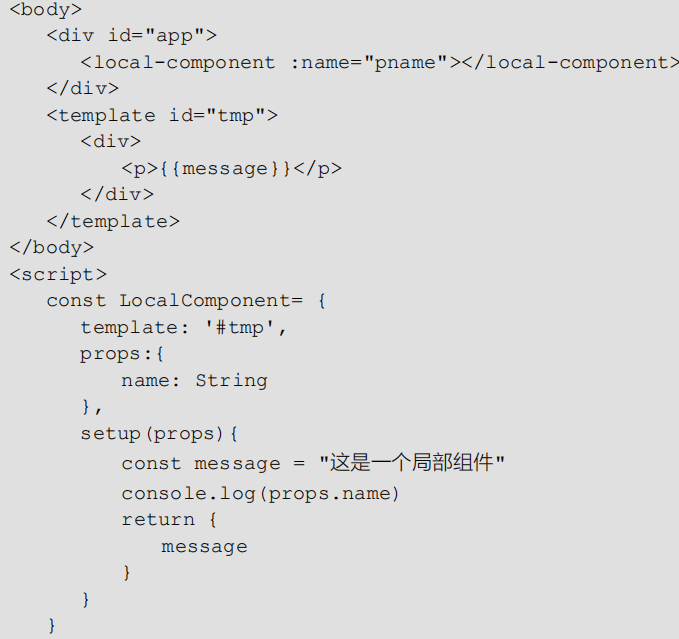 <body>
<div id="app">
<local-component :name="pname"></local-component>
</div>
<template id="tmp">
<div>
<p>{{message}}</p>
</div>
</template>
</body>
<script>
const LocalComponent= {
template: '#tmp',
props:{
name: String
},
setup(props){
const message = "这是一个局部组件"
console.log(props.name)
return {
message
}
}
}